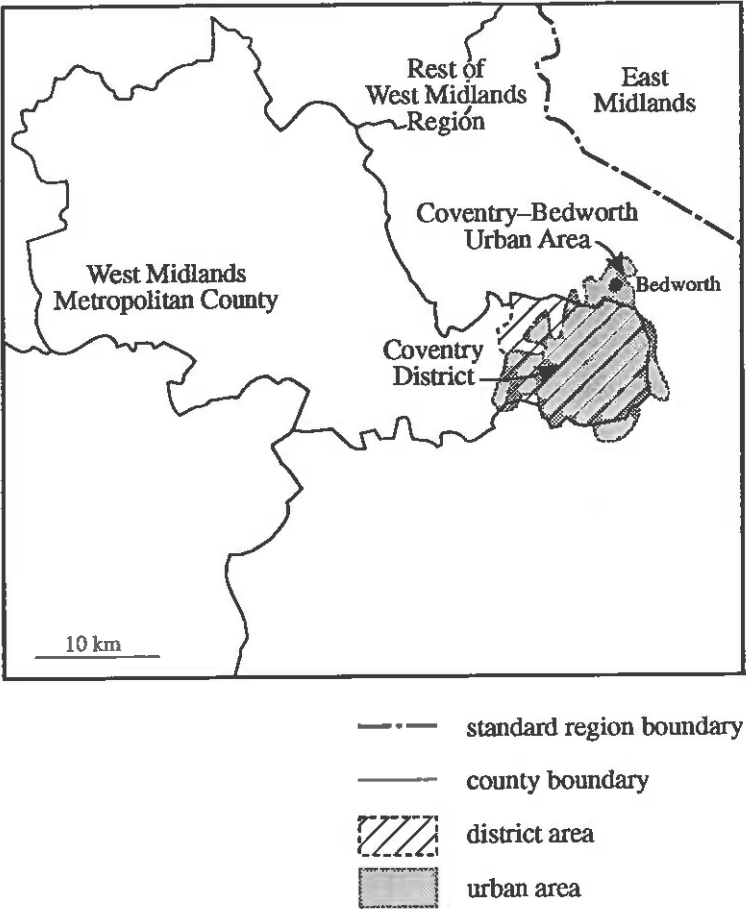 Rest of
West Midlands
Region
East
Midlands
Coventry–Bedworth
Urban Area
Bedworth
West Midlands
Metropolitan County
Coventry
District
10 km
standard region boundary
county boundary
district area
urban area